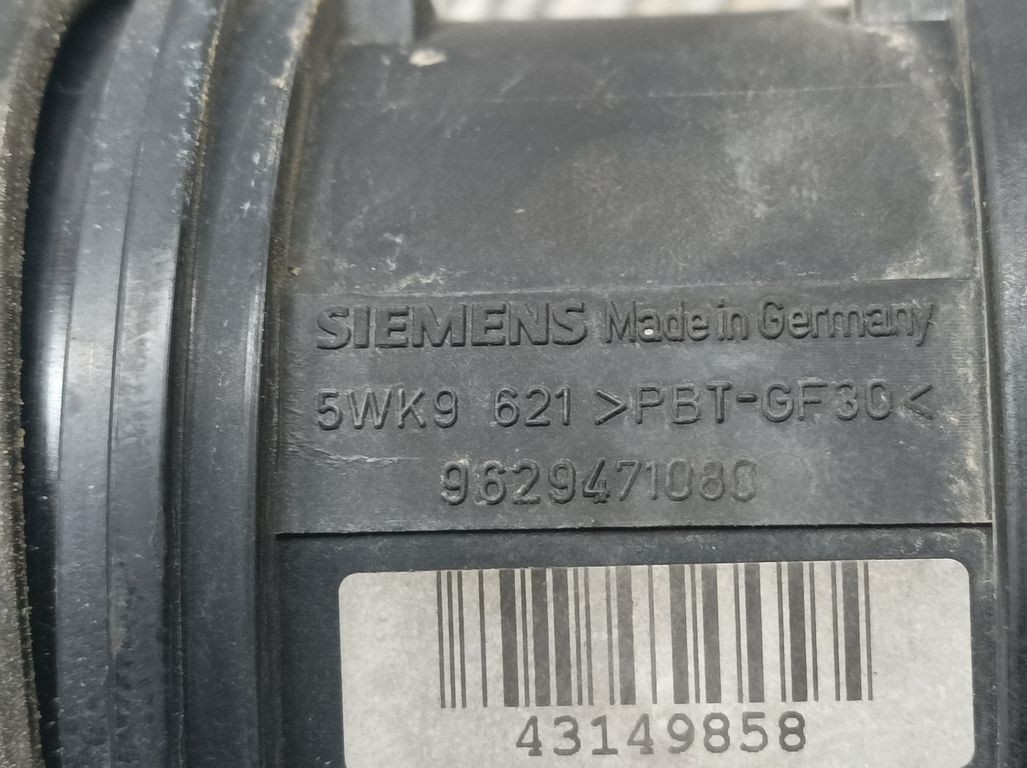 SIEMENS Made in Germany
5WK9 621 >PBT-GF30<
9629471080
43149858